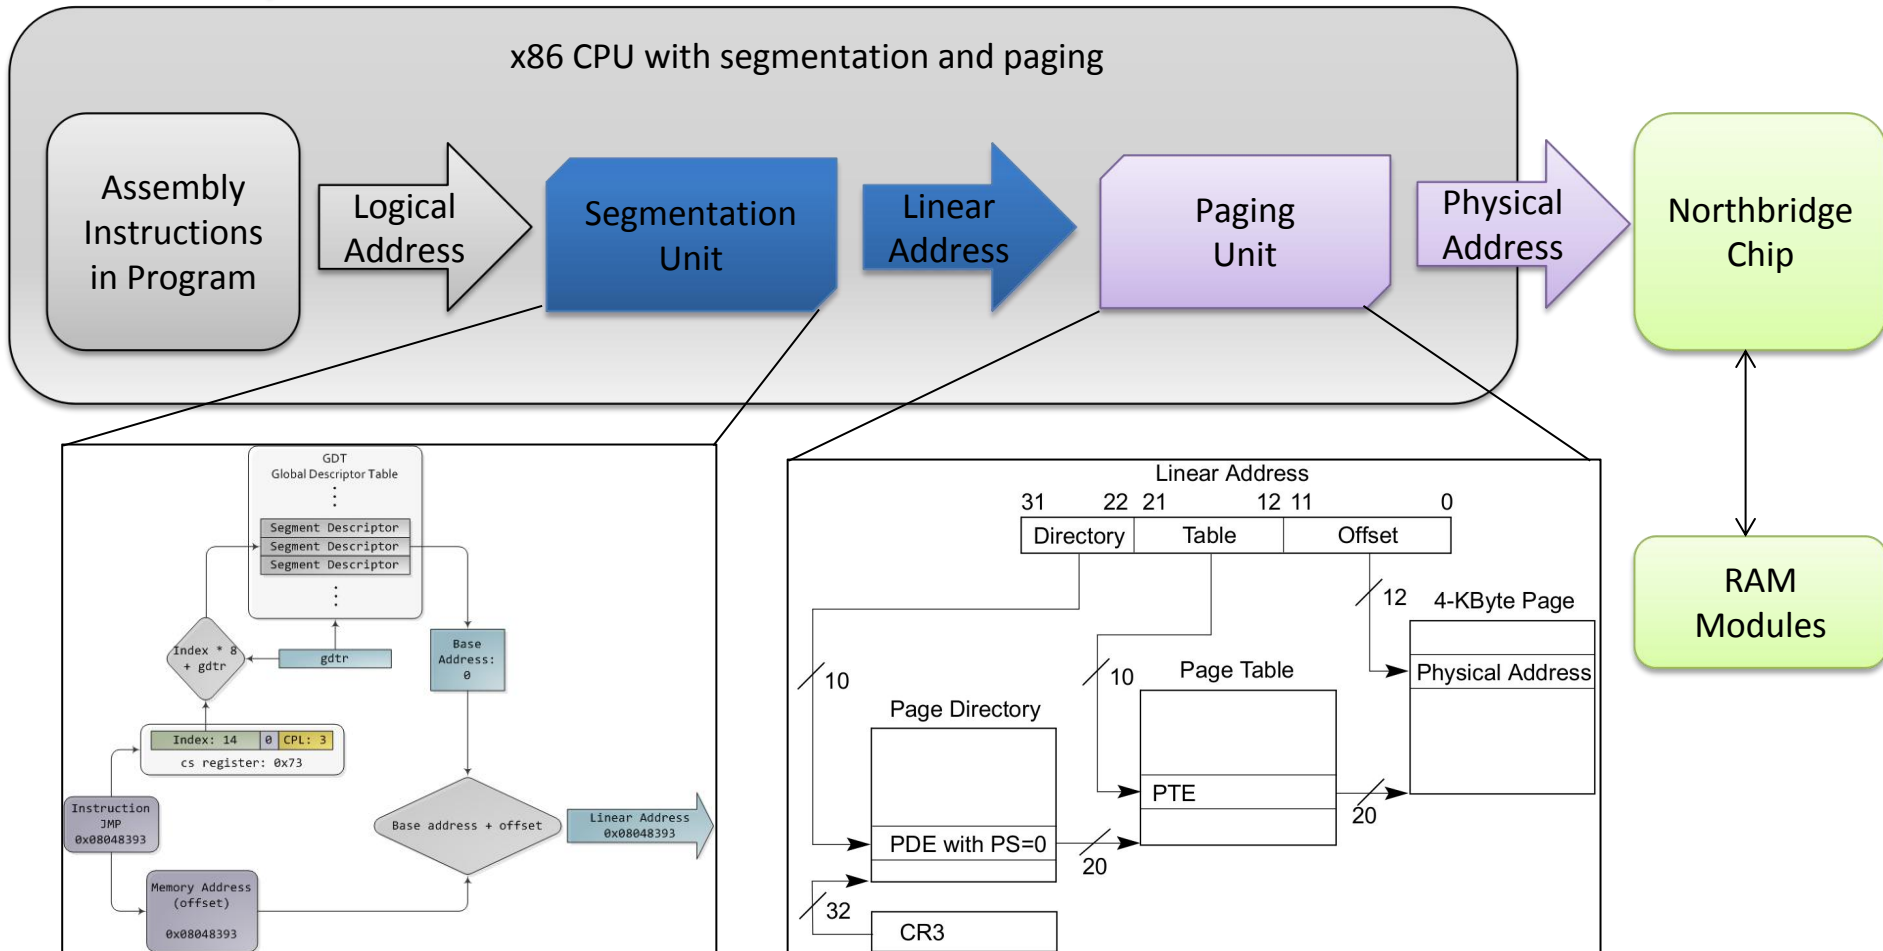 x86 CPU with segmentation and paging
Assembly
Instructions
in Program
Logical
Address
Segmentation
Unit
Linear
Address
Paging
Unit
Physical
Address
Northbridge
Chip
RAM
Modules
GDT
Global Descriptor Table
Segment Descriptor
Segment Descriptor
Segment Descriptor
Index * 8
+ gdtr
gdtr
Base
Address:
0
Index: 14 0 CPL: 3
cs register: 0x73
Instruction
JMP
0x08048393
Base address + offset
Linear Address
0x08048393
Memory Address
(offset)
0x08048393
Linear Address
31 22 21 12 11 0
Directory Table Offset
12
4-KByte Page
Physical Address
10
10
Page Table
PTE
20
Page Directory
PDE with PS=0
20
32
CR3